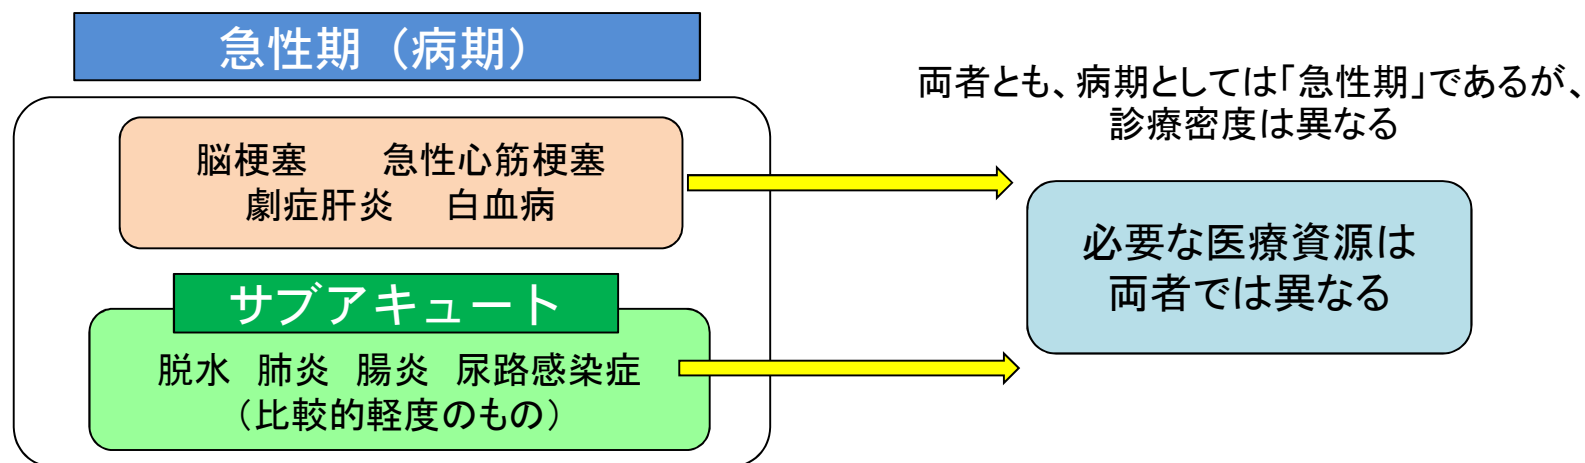 急性期（病期）
脳梗塞　　急性心筋梗塞
劇症肝炎　白血病
サブアキュート
脱水　肺炎　腸炎　尿路感染症
（比較的軽度のもの）
両者とも、病期としては「急性期」であるが、
診療密度は異なる
必要な医療資源は
両者では異なる